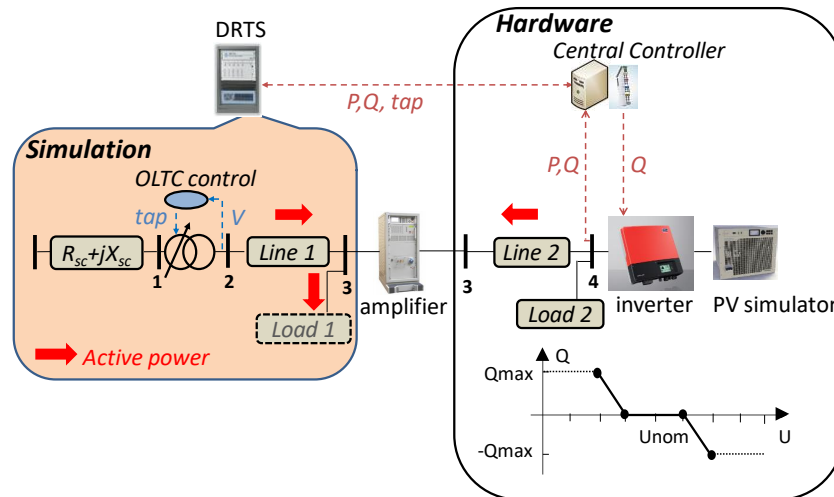 DRTS
Hardware
Central Controller
P,Q, tap
Simulation
OLTC control
tap
V
P,Q
Q
Rsc+jXsc
Line 1
Line 2
1
2
3
3
4
amplifier
inverter
PV simulator
Load 1
Load 2
Active power
Q
Qmax
Unom
U
-Qmax